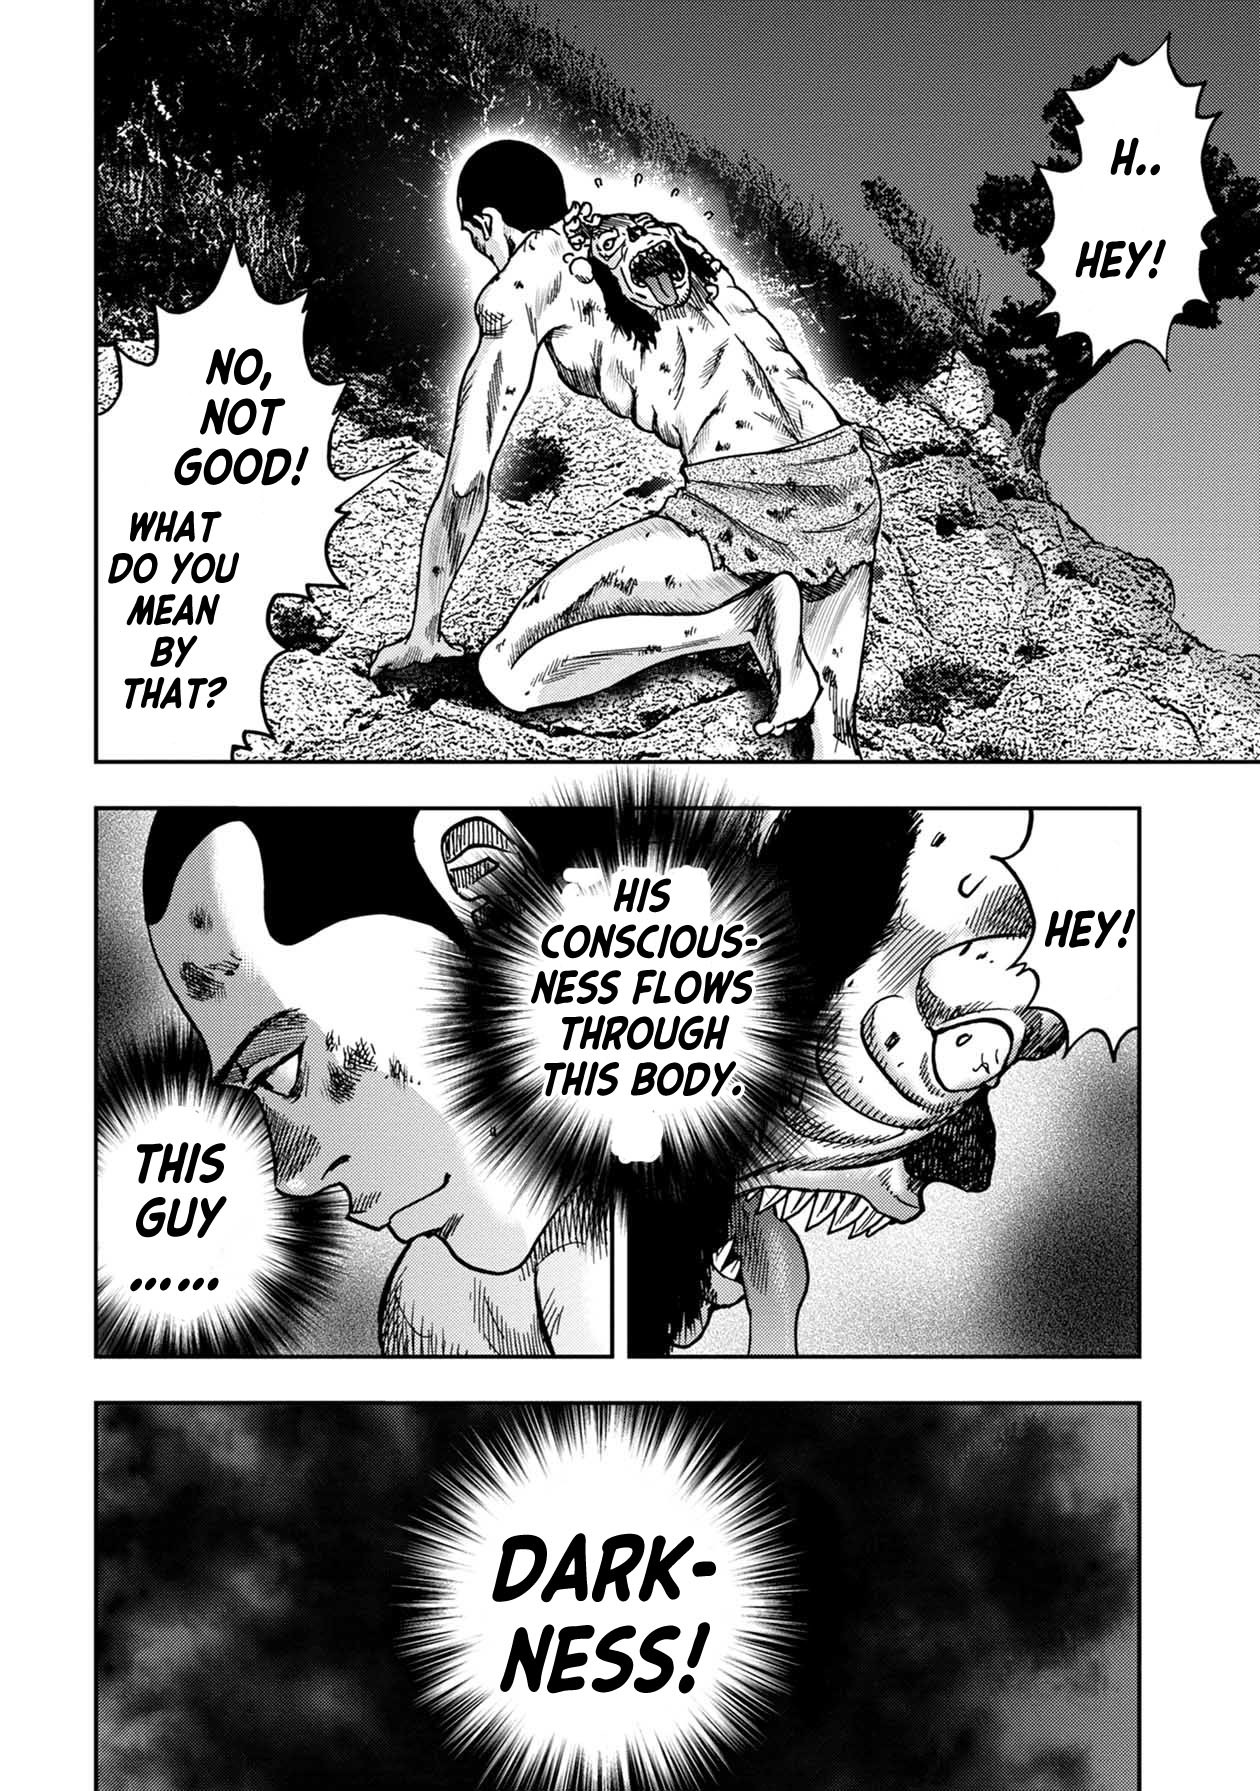 H..
HEY!
NO,
NOT
GOOD!
WHAT
DO YOU
MEAN
BY
THAT?
HEY!
HIS
CONSCIOUS-
NESS FLOWS
THROUGH
THIS BODY.
THIS
GUY
......
DARK-
NESS!